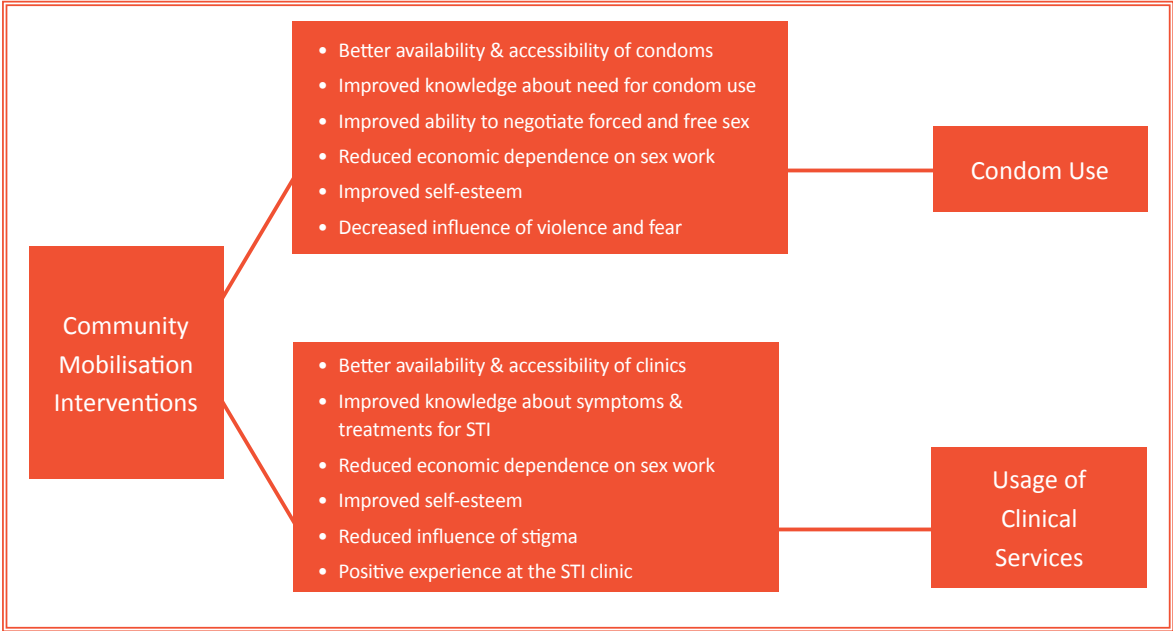 • Better availability & accessibility of condoms
• Improved knowledge about need for condom use
• Improved ability to negotiate forced and free sex
• Reduced economic dependence on sex work
• Improved self-esteem
• Decreased influence of violence and fear
Condom Use
Community
Mobilisation
Interventions
• Better availability & accessibility of clinics
• Improved knowledge about symptoms &
treatments for STI
• Reduced economic dependence on sex work
• Improved self-esteem
• Reduced influence of stigma
• Positive experience at the STI clinic
Usage of
Clinical
Services